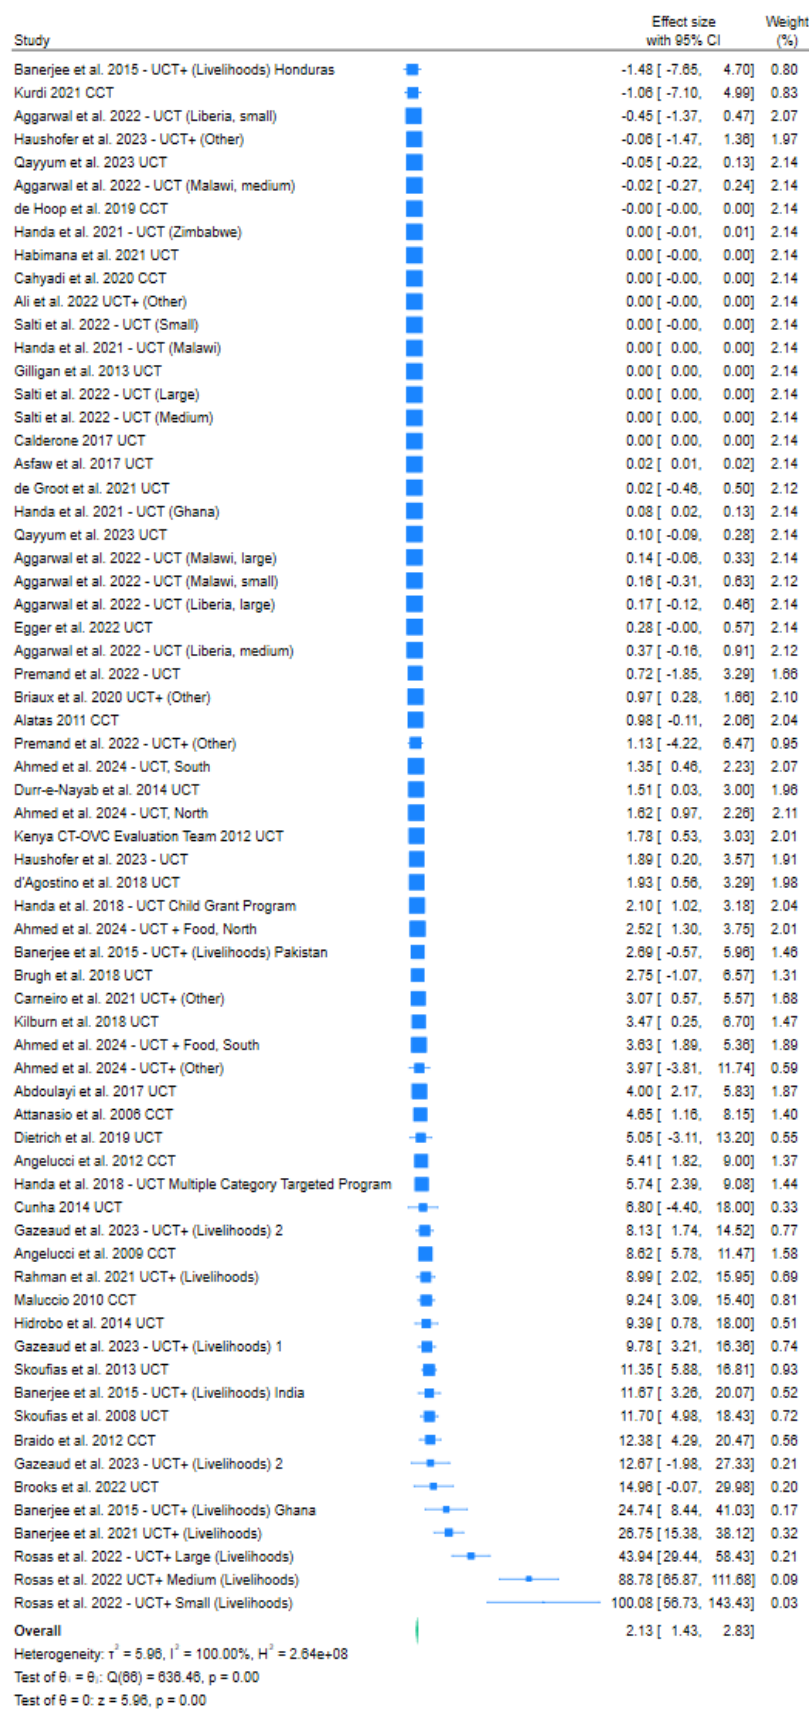 Effect size Weight
Study with 95% CI (%)
Banerjee et al. 2015 - UCT+ (Livelihoods) Honduras -1.48 [ -7.65, 4.70] 0.80
Kurdi 2021 CCT -1.06 [ -7.10, 4.99] 0.83
Aggarwal et al. 2022 - UCT (Liberia, small) -0.45 [ -1.37, 0.47] 2.07
Haushofer et al. 2023 - UCT+ (Other) -0.06 [ -1.47, 1.36] 1.97
Qayyum et al. 2023 UCT -0.05 [ -0.22, 0.13] 2.14
Aggarwal et al. 2022 - UCT (Malawi, medium) -0.02 [ -0.27, 0.24] 2.14
de Hoop et al. 2019 CCT -0.00 [ -0.00, 0.00] 2.14
Handa et al. 2021 - UCT (Zimbabwe) 0.00 [ -0.01, 0.01] 2.14
Habimana et al. 2021 UCT 0.00 [ -0.00, 0.00] 2.14
Cahyadi et al. 2020 CCT 0.00 [ -0.00, 0.00] 2.14
Ali et al. 2022 UCT+ (Other) 0.00 [ -0.00, 0.00] 2.14
Salti et al. 2022 - UCT (Small) 0.00 [ -0.00, 0.00] 2.14
Handa et al. 2021 - UCT (Malawi) 0.00 [ 0.00, 0.00] 2.14
Gilligan et al. 2013 UCT 0.00 [ 0.00, 0.00] 2.14
Salti et al. 2022 - UCT (Large) 0.00 [ 0.00, 0.00] 2.14
Salti et al. 2022 - UCT (Medium) 0.00 [ 0.00, 0.00] 2.14
Calderone 2017 UCT 0.00 [ 0.00, 0.00] 2.14
Asfaw et al. 2017 UCT 0.02 [ 0.01, 0.02] 2.14
de Groot et al. 2021 UCT 0.02 [ -0.46, 0.50] 2.12
Handa et al. 2021 - UCT (Ghana) 0.08 [ 0.02, 0.13] 2.14
Qayyum et al. 2023 UCT 0.10 [ -0.09, 0.28] 2.14
Aggarwal et al. 2022 - UCT (Malawi, large) 0.14 [ -0.06, 0.33] 2.14
Aggarwal et al. 2022 - UCT (Malawi, small) 0.16 [ -0.31, 0.63] 2.12
Aggarwal et al. 2022 - UCT (Liberia, large) 0.17 [ -0.12, 0.46] 2.14
Egger et al. 2022 UCT 0.28 [ -0.00, 0.57] 2.14
Aggarwal et al. 2022 - UCT (Liberia, medium) 0.37 [ -0.16, 0.91] 2.12
Premand et al. 2022 - UCT 0.72 [ -1.85, 3.29] 1.66
Briaux et al. 2020 UCT+ (Other) 0.97 [ 0.28, 1.66] 2.10
Alatas 2011 CCT 0.98 [ -0.11, 2.06] 2.04
Premand et al. 2022 - UCT+ (Other) 1.13 [ -4.22, 6.47] 0.95
Ahmed et al. 2024 - UCT, South 1.35 [ 0.46, 2.23] 2.07
Durr-e-Nayab et al. 2014 UCT 1.51 [ 0.03, 3.00] 1.96
Ahmed et al. 2024 - UCT, North 1.62 [ 0.97, 2.26] 2.11
Kenya CT-OVC Evaluation Team 2012 UCT 1.78 [ 0.53, 3.03] 2.01
Haushofer et al. 2023 - UCT 1.89 [ 0.20, 3.57] 1.91
d'Agostino et al. 2018 UCT 1.93 [ 0.56, 3.29] 1.98
Handa et al. 2018 - UCT Child Grant Program 2.10 [ 1.02, 3.18] 2.04
Ahmed et al. 2024 - UCT + Food, North 2.52 [ 1.30, 3.75] 2.01
Banerjee et al. 2015 - UCT+ (Livelihoods) Pakistan 2.69 [ -0.57, 5.96] 1.46
Brugh et al. 2018 UCT 2.75 [ -1.07, 6.57] 1.31
Carneiro et al. 2021 UCT+ (Other) 3.07 [ 0.57, 5.57] 1.68
Kilburn et al. 2018 UCT 3.47 [ 0.25, 6.70] 1.47
Ahmed et al. 2024 - UCT + Food, South 3.63 [ 1.89, 5.36] 1.89
Ahmed et al. 2024 - UCT+ (Other) 3.97 [ -3.81, 11.74] 0.59
Abdoulayi et al. 2017 UCT 4.00 [ 2.17, 5.83] 1.87
Attanasio et al. 2006 CCT 4.65 [ 1.16, 8.15] 1.40
Dietrich et al. 2019 UCT 5.05 [ -3.11, 13.20] 0.55
Angelucci et al. 2012 CCT 5.41 [ 1.82, 9.00] 1.37
Handa et al. 2018 - UCT Multiple Category Targeted Program 5.74 [ 2.39, 9.08] 1.44
Cunha 2014 UCT 6.80 [ -4.40, 18.00] 0.33
Gazeaud et al. 2023 - UCT+ (Livelihoods) 2 8.13 [ 1.74, 14.52] 0.77
Angelucci et al. 2009 CCT 8.62 [ 5.78, 11.47] 1.58
Rahman et al. 2021 UCT+ (Livelihoods) 8.99 [ 2.02, 15.95] 0.69
Maluccio 2010 CCT 9.24 [ 3.09, 15.40] 0.81
Hidrobo et al. 2014 UCT 9.39 [ 0.78, 18.00] 0.51
Gazeaud et al. 2023 - UCT+ (Livelihoods) 1 9.78 [ 3.21, 16.36] 0.74
Skoufias et al. 2013 UCT 11.35 [ 5.88, 16.81] 0.93
Banerjee et al. 2015 - UCT+ (Livelihoods) India 11.67 [ 3.26, 20.07] 0.52
Skoufias et al. 2008 UCT 11.70 [ 4.98, 18.43] 0.72
Braido et al. 2012 CCT 12.38 [ 4.29, 20.47] 0.56
Gazeaud et al. 2023 - UCT+ (Livelihoods) 2 12.67 [ -1.98, 27.33] 0.21
Brooks et al. 2022 UCT 14.96 [ -0.07, 29.98] 0.20
Banerjee et al. 2015 - UCT+ (Livelihoods) Ghana 24.74 [ 8.44, 41.03] 0.17
Banerjee et al. 2021 UCT+ (Livelihoods) 26.75 [ 15.38, 38.12] 0.32
Rosas et al. 2022 - UCT+ Large (Livelihoods) 43.94 [ 29.44, 58.43] 0.21
Rosas et al. 2022 UCT+ Medium (Livelihoods) 88.78 [ 65.87, 111.68] 0.09
Rosas et al. 2022 - UCT+ Small (Livelihoods) 100.08 [ 56.73, 143.43] 0.03
Overall 2.13 [ 1.43, 2.83]
Heterogeneity: τ² = 5.96, I² = 100.00%, H² = 2.64e+08
Test of θᵢ = θⱼ: Q(66) = 636.46, p = 0.00
Test of θ = 0: z = 5.96, p = 0.00